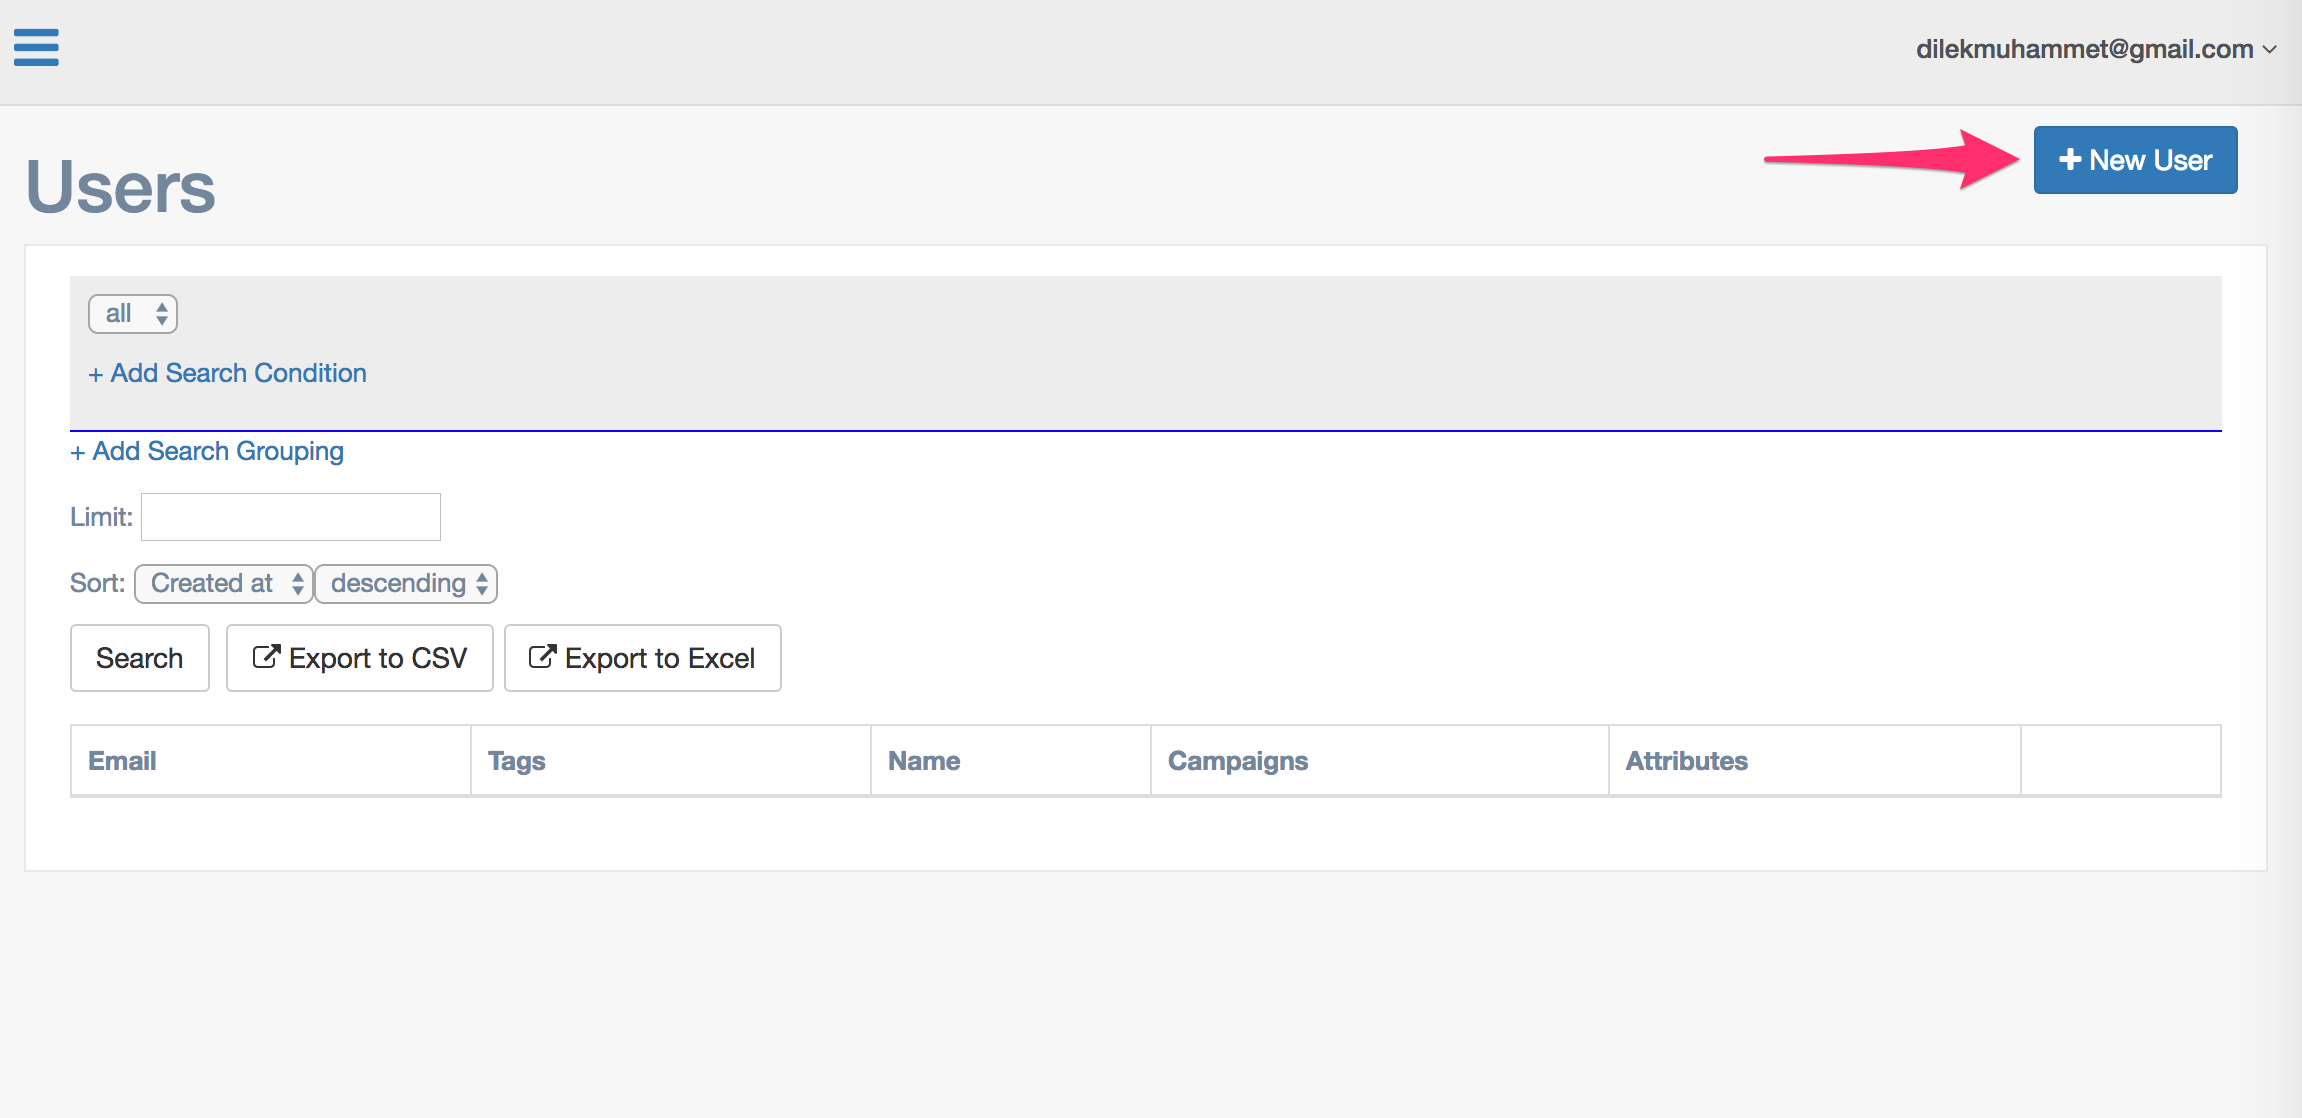 dilekmuhammet@gmail.com
Users
New User
all
+ Add Search Condition
+ Add Search Grouping
Limit:
Sort: Created at descending
Search Export to CSV Export to Excel
Email Tags Name Campaigns Attributes